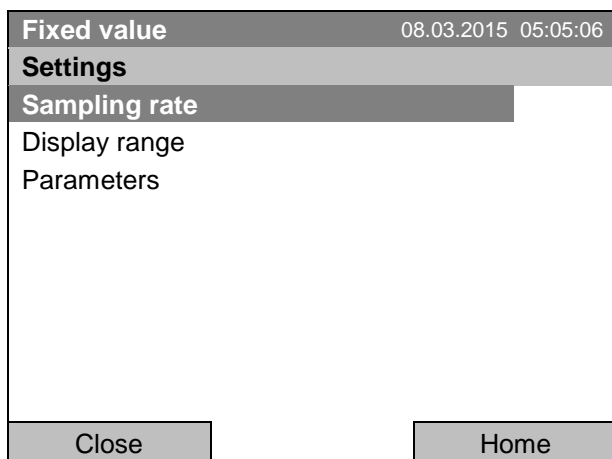 Fixed value 08.03.2015 05:05:06
Settings
Sampling rate
Display range
Parameters
Close Home